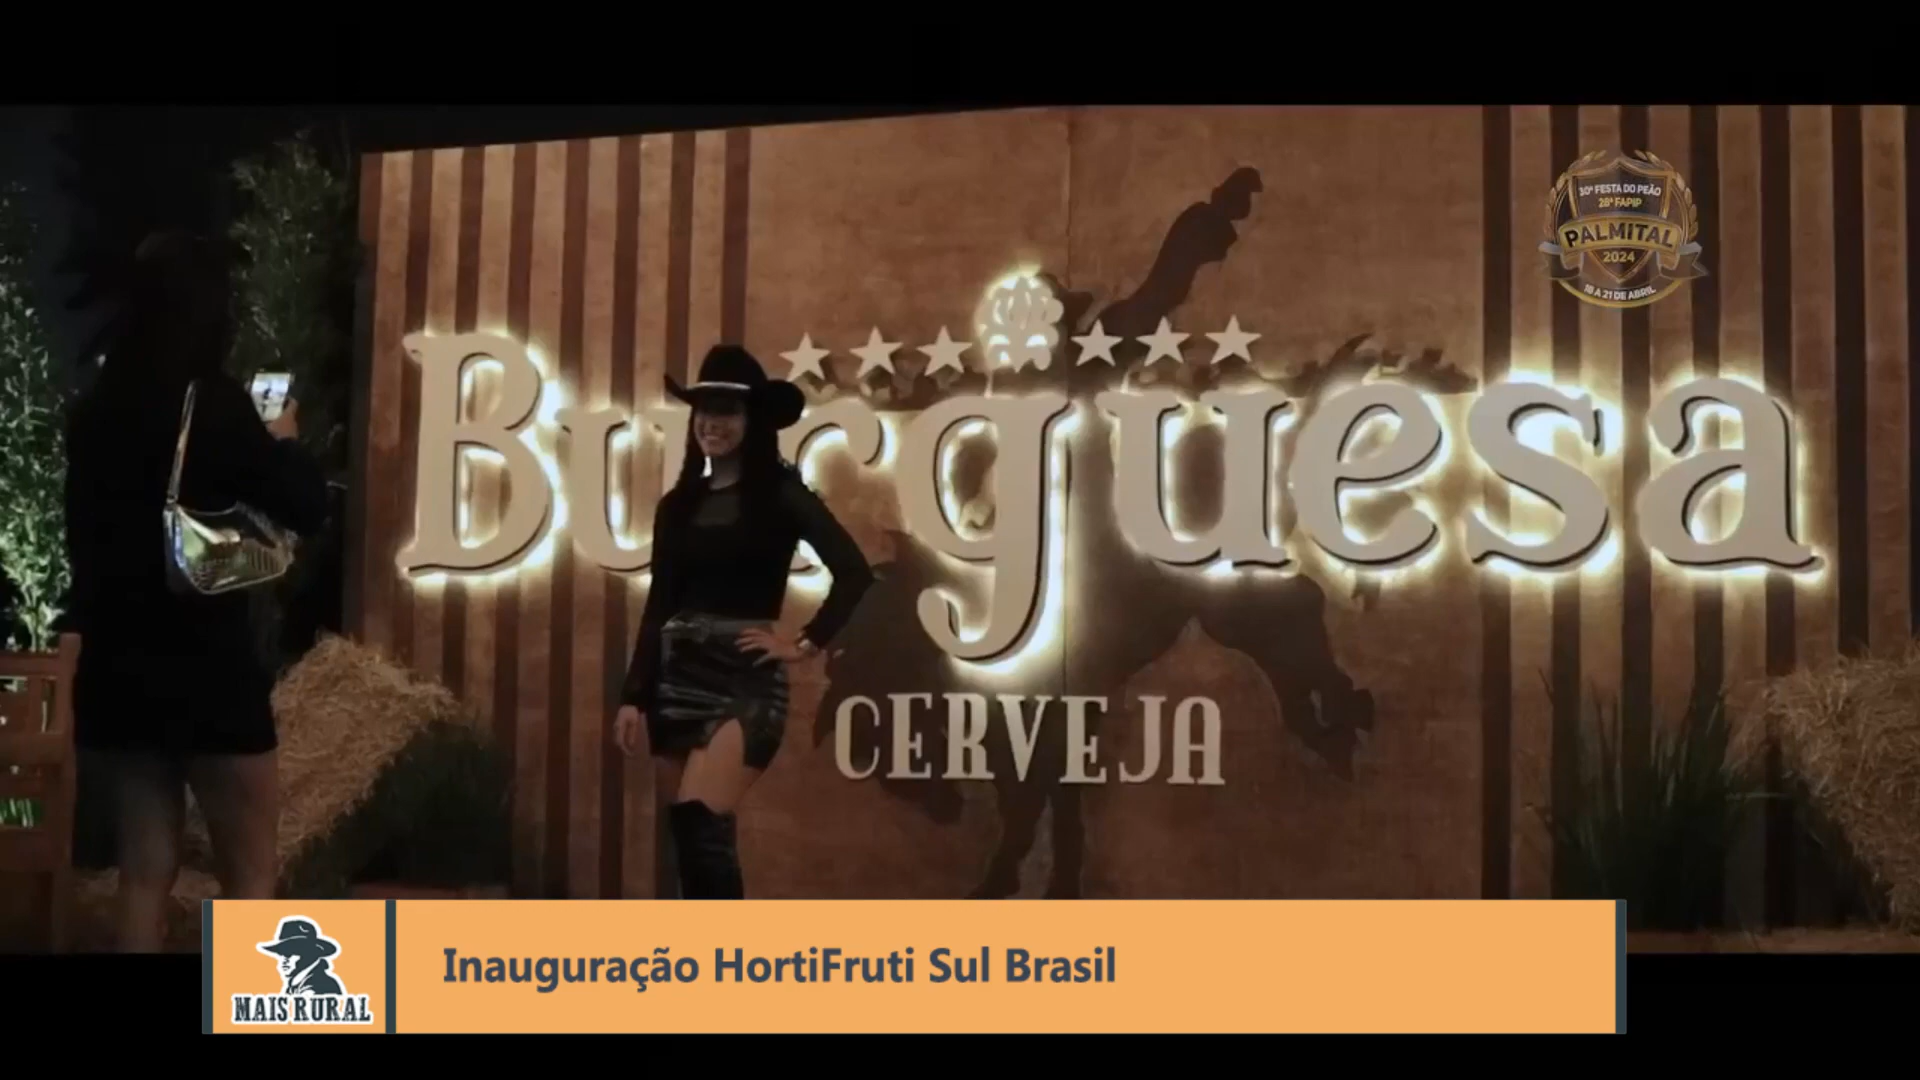 30ª FESTA DO PEÃO
28ª FAPIP
PALMITAL
2024
18 A 21 DE ABRIL
Burguesa
CERVEJA
MAIS RURAL
Inauguração HortiFruti Sul Brasil